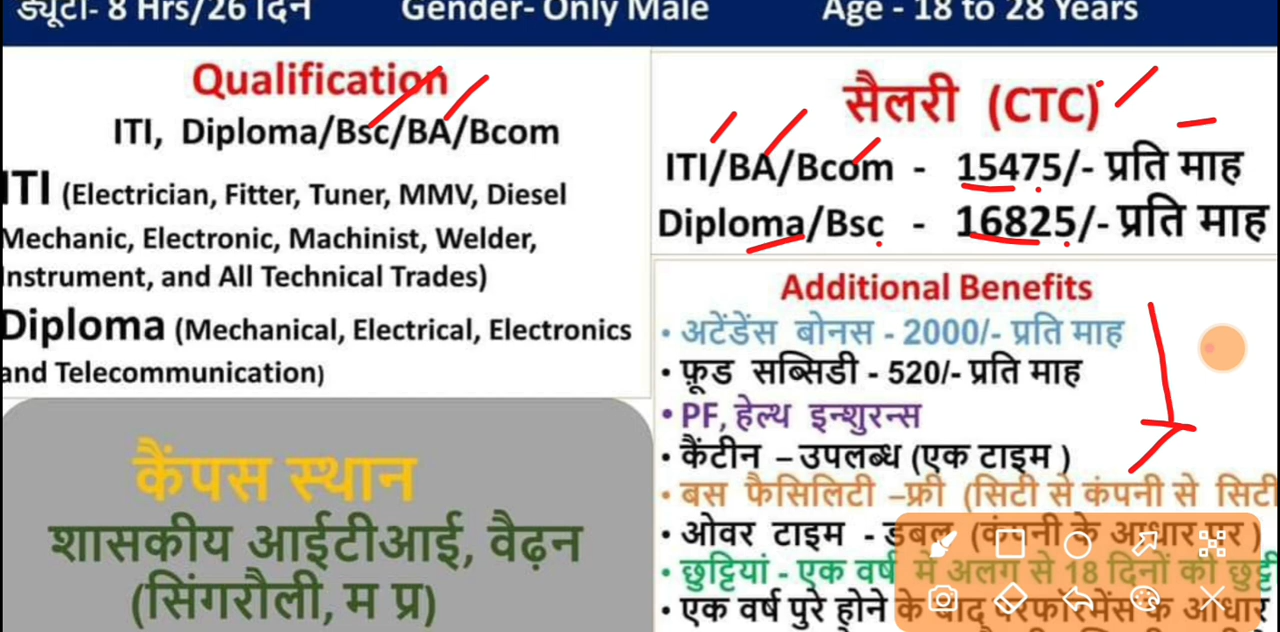 ड्यूटी- 8 Hrs/26 दिन Gender- Only Male Age - 18 to 28 Years
Qualification
ITI, Diploma/Bsc/BA/Bcom
ITI (Electrician, Fitter, Tuner, MMV, Diesel
Mechanic, Electronic, Machinist, Welder,
Instrument, and All Technical Trades)
Diploma (Mechanical, Electrical, Electronics
and Telecommunication)
कैंपस स्थान
शासकीय आईटीआई, वैढ़न
(सिंगरौली, म प्र)
सैलरी (CTC)
ITI/BA/Bcom - 15475/- प्रति माह
Diploma/Bsc - 16825/- प्रति माह
Additional Benefits
• अटेंडेंस बोनस - 2000/- प्रति माह
• फ़ूड सब्सिडी - 520/- प्रति माह
• PF, हेल्थ इन्शुरन्स
• कैंटीन – उपलब्ध (एक टाइम )
• बस फैसिलिटी –फ्री (सिटी से कंपनी से सिटी
• ओवर टाइम - डबल (कंपनी के आधार पर )
• छुट्टियां - एक वर्ष में अलग से 18 दिनों की छुट्टी
• एक वर्ष पुरे होने के बाद परफॉरमेंस के आधार